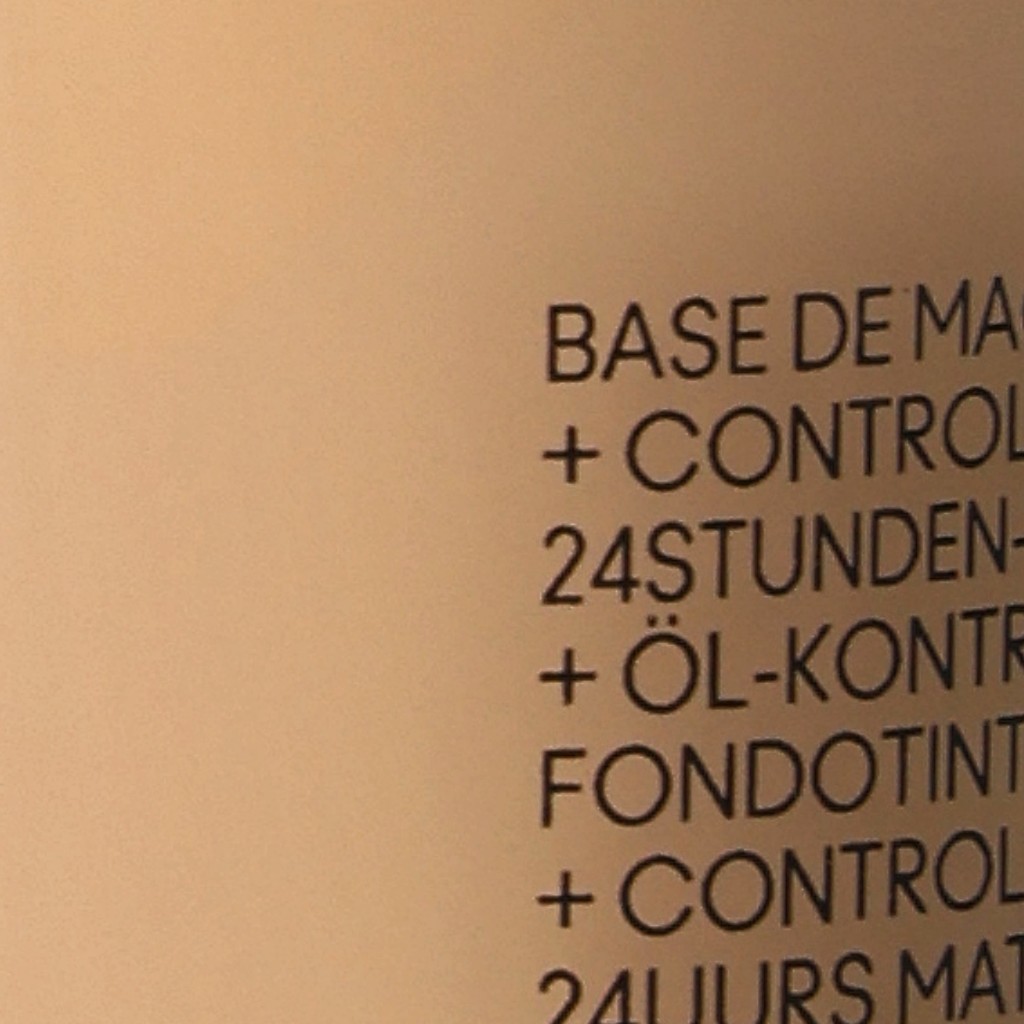 BASE DE MA
+ CONTROL
24STUNDEN-
+ ÖL-KONTR
FONDOTINT
+ CONTROL
24UURS MAT